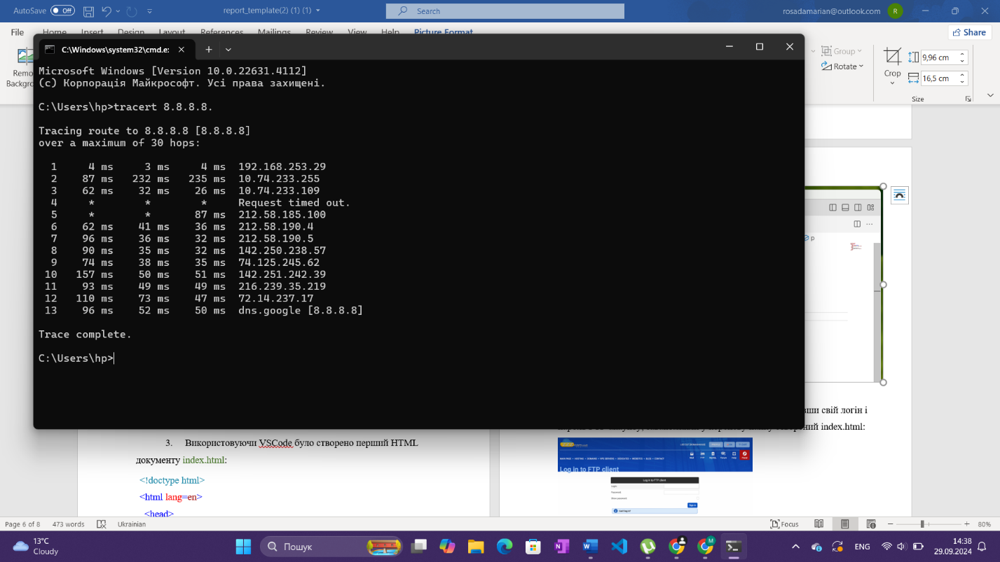 AutoSave Off
report_template(2) (1) (1)
Search
rosadamarian@outlook.com
R
File Home Insert Design Layout References Mailings Review View Help Picture Format
Share
Group
Rotate
Crop
9,96 cm
16,5 cm
Size
C:\Windows\system32\cmd.e:
Microsoft Windows [Version 10.0.22631.4112]
(c) Корпорація Майкрософт. Усі права захищені.
C:\Users\hp>tracert 8.8.8.8.
Tracing route to 8.8.8.8 [8.8.8.8]
over a maximum of 30 hops:
1 4 ms 3 ms 4 ms 192.168.253.29
2 87 ms 232 ms 235 ms 10.74.233.255
3 62 ms 32 ms 26 ms 10.74.233.109
4 * * * Request timed out.
5 * * 87 ms 212.58.185.100
6 62 ms 41 ms 36 ms 212.58.190.4
7 96 ms 36 ms 32 ms 212.58.190.5
8 90 ms 35 ms 32 ms 142.250.238.57
9 74 ms 38 ms 35 ms 74.125.245.62
10 157 ms 50 ms 51 ms 142.251.242.39
11 93 ms 49 ms 49 ms 216.239.35.219
12 110 ms 73 ms 47 ms 72.14.237.17
13 96 ms 52 ms 50 ms dns.google [8.8.8.8]
Trace complete.
C:\Users\hp>
p
свій логін і
index.html:
3. Використовуючи VSCode було створено перший HTML
документу index.html:
<!doctype html>
<html lang=en>
<head>
Log in to FTP client
Log in to FTP client
Page 6 of 8 473 words Ukrainian
Focus
80%
13°C
Cloudy
Пошук
ENG
14:38
29.09.2024